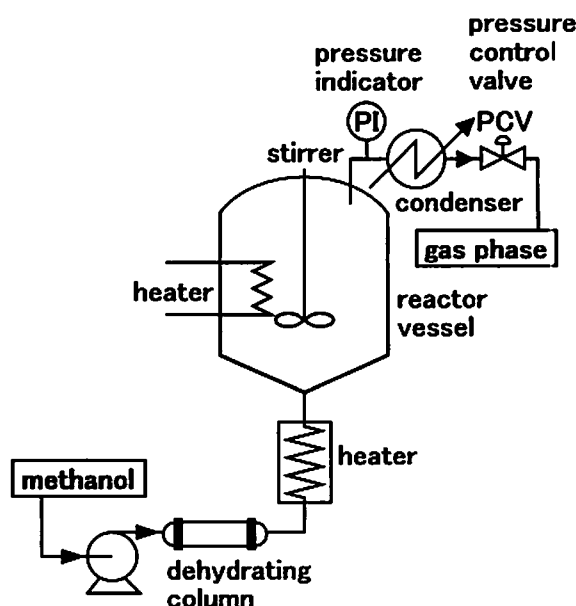 pressure
control
valve
pressure
indicator
PI
PCV
stirrer
condenser
gas phase
heater
reactor
vessel
heater
methanol
dehydrating
column